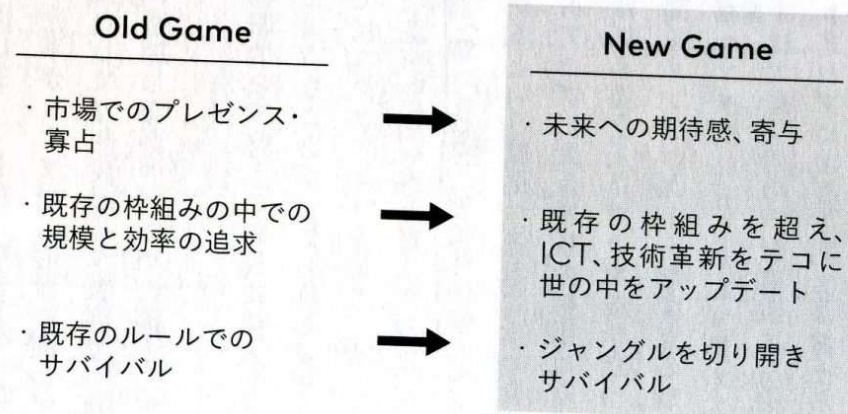 Old Game
・市場でのプレゼンス・
寡占
・既存の枠組みの中での
規模と効率の追求
・既存のルールでの
サバイバル
New Game
・未来への期待感、寄与
・既存の枠組みを超え、
ICT、技術革新をテコに
世の中をアップデート
・ジャングルを切り開き
サバイバル